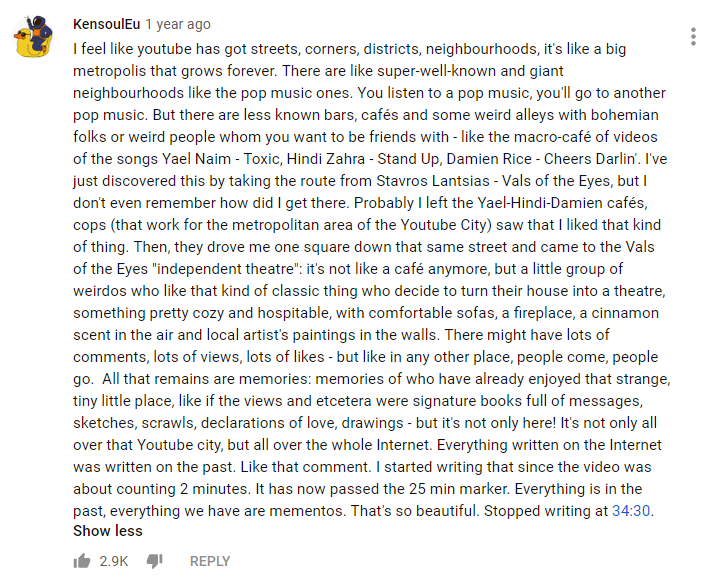 KensoulEu 1 year ago
I feel like youtube has got streets, corners, districts, neighbourhoods, it's like a big
metropolis that grows forever. There are like super-well-known and giant
neighbourhoods like the pop music ones. You listen to a pop music, you'll go to another
pop music. But there are less known bars, cafés and some weird alleys with bohemian
folks or weird people whom you want to be friends with - like the macro-café of videos
of the songs Yael Naim - Toxic, Hindi Zahra - Stand Up, Damien Rice - Cheers Darlin'. I've
just discovered this by taking the route from Stavros Lantsias - Vals of the Eyes, but I
don't even remember how did I get there. Probably I left the Yael-Hindi-Damien cafés,
cops (that work for the metropolitan area of the Youtube City) saw that I liked that kind
of thing. Then, they drove me one square down that same street and came to the Vals
of the Eyes "independent theatre": it's not like a café anymore, but a little group of
weirdos who like that kind of classic thing who decide to turn their house into a theatre,
something pretty cozy and hospitable, with comfortable sofas, a fireplace, a cinnamon
scent in the air and local artist's paintings in the walls. There might have lots of
comments, lots of views, lots of likes - but like in any other place, people come, people
go.  All that remains are memories: memories of who have already enjoyed that strange,
tiny little place, like if the views and etcetera were signature books full of messages,
sketches, scrawls, declarations of love, drawings - but it's not only here! It's not only all
over that Youtube city, but all over the whole Internet. Everything written on the Internet
was written on the past. Like that comment. I started writing that since the video was
about counting 2 minutes. It has now passed the 25 min marker. Everything is in the
past, everything we have are mementos. That's so beautiful. Stopped writing at 34:30.
Show less
2.9K REPLY